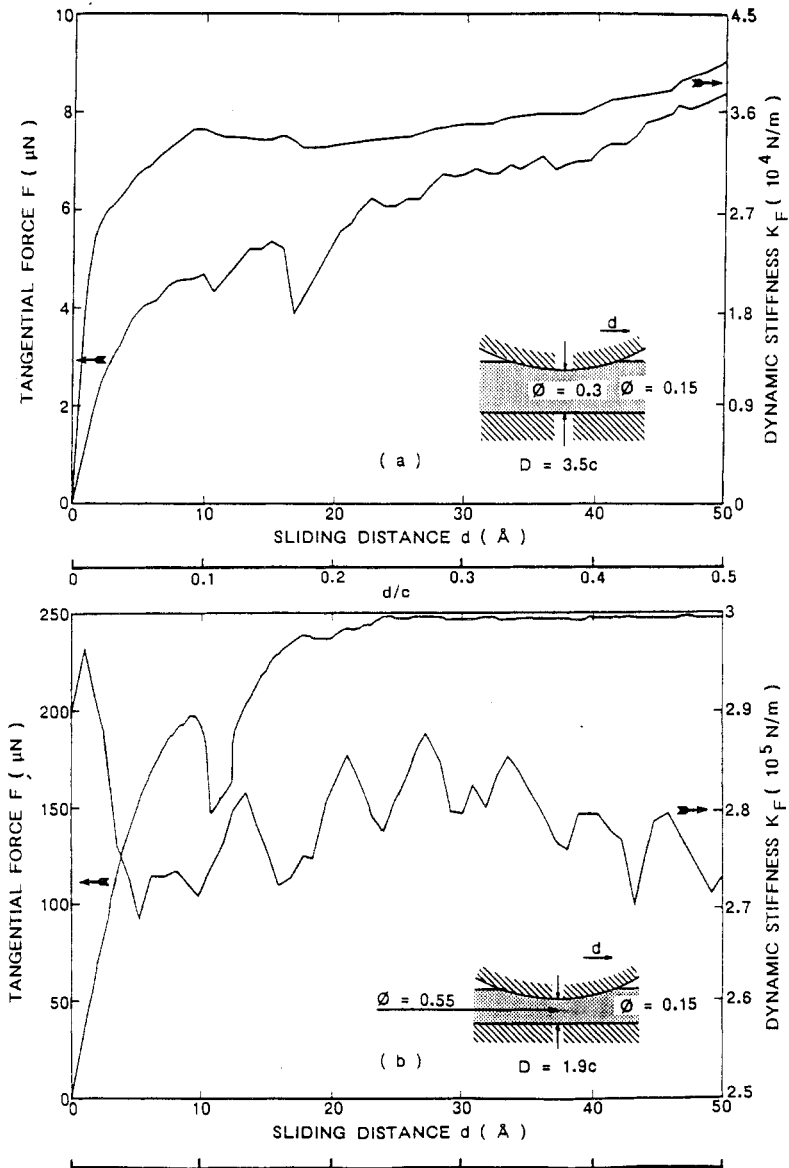 10
8
6
4
2
0
TANGENTIAL FORCE F ( µN )
4.5
3.6
2.7
1.8
0.9
0
DYNAMIC STIFFNESS K_F ( 10^4 N/m )
d
Ø = 0.3 Ø = 0.15
D = 3.5c
( a )
0 10 20 30 40 50
SLIDING DISTANCE d ( Å )
0 0.1 0.2 0.3 0.4 0.5
d/c
250
200
150
100
50
0
TANGENTIAL FORCE F ( µN )
3
2.9
2.8
2.7
2.6
2.5
DYNAMIC STIFFNESS K_F ( 10^5 N/m )
d
Ø = 0.55 Ø = 0.15
D = 1.9c
( b )
0 10 20 30 40 50
SLIDING DISTANCE d ( Å )